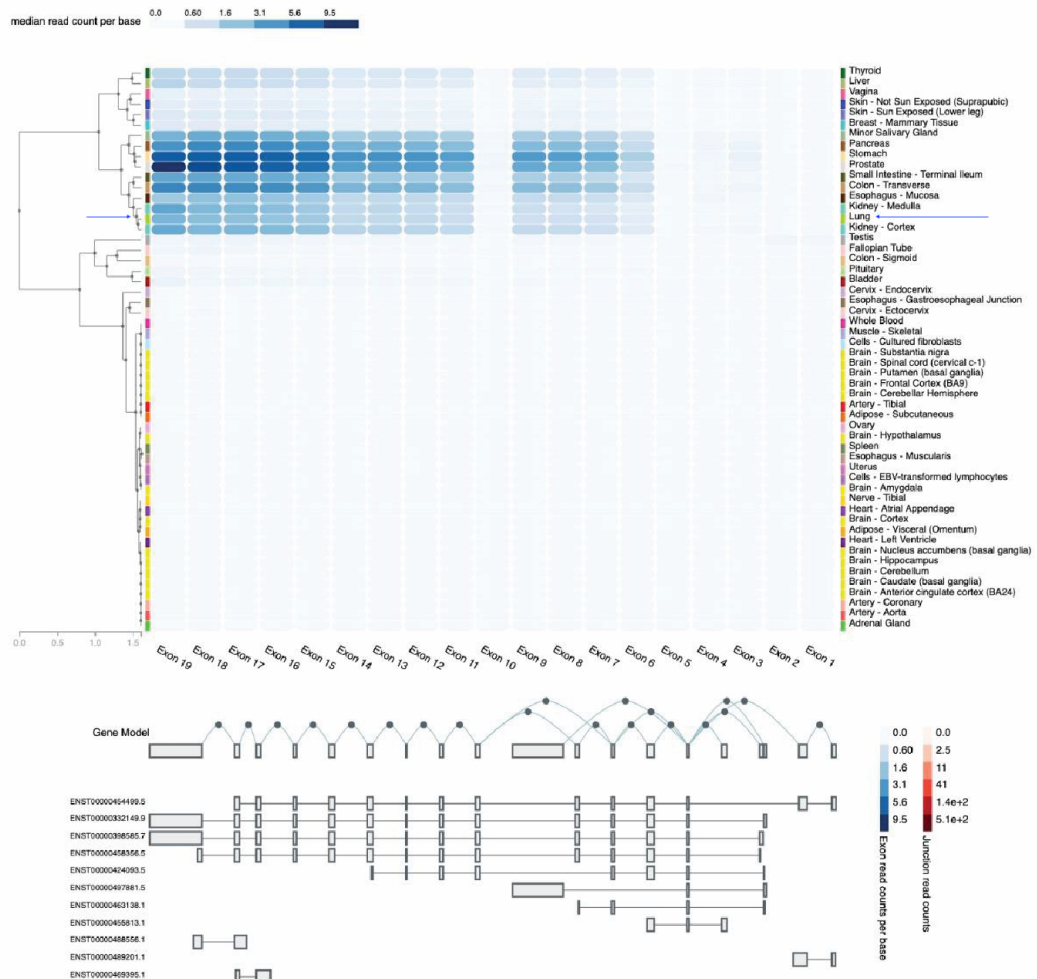 median read count per base
0.0 0.60 1.6 3.1 5.6 9.5
Thyroid
Liver
Vagina
Skin - Not Sun Exposed (Suprapubic)
Skin - Sun Exposed (Lower leg)
Breast - Mammary Tissue
Minor Salivary Gland
Pancreas
Stomach
Prostate
Small Intestine - Terminal Ileum
Colon - Transverse
Esophagus - Mucosa
Kidney - Medulla
Lung
Kidney - Cortex
Testis
Fallopian Tube
Colon - Sigmoid
Pituitary
Bladder
Cervix - Endocervix
Esophagus - Gastroesophageal Junction
Cervix - Ectocervix
Whole Blood
Muscle - Skeletal
Cells - Cultured fibroblasts
Brain - Substantia nigra
Brain - Spinal cord (cervical c-1)
Brain - Putamen (basal ganglia)
Brain - Frontal Cortex (BA9)
Brain - Cerebellar Hemisphere
Artery - Tibial
Adipose - Subcutaneous
Ovary
Brain - Hypothalamus
Spleen
Esophagus - Muscularis
Uterus
Cells - EBV-transformed lymphocytes
Brain - Amygdala
Nerve - Tibial
Heart - Atrial Appendage
Brain - Cortex
Adipose - Visceral (Omentum)
Heart - Left Ventricle
Brain - Nucleus accumbens (basal ganglia)
Brain - Hippocampus
Brain - Cerebellum
Brain - Caudate (basal ganglia)
Brain - Anterior cingulate cortex (BA24)
Artery - Coronary
Artery - Aorta
Adrenal Gland
0.0 0.5 1.0 1.5
Exon 19 Exon 18 Exon 17 Exon 16 Exon 15 Exon 14 Exon 13 Exon 12 Exon 11 Exon 10 Exon 9 Exon 8 Exon 7 Exon 6 Exon 5 Exon 4 Exon 3 Exon 2 Exon 1
Gene Model
ENST00000454499.5
ENST00000332149.9
ENST00000398585.7
ENST00000458356.5
ENST00000424093.5
ENST00000497881.5
ENST00000463138.1
ENST00000455813.1
ENST00000488556.1
ENST00000489201.1
ENST00000469395.1
0.0 0.0
0.60 2.5
1.6 11
3.1 41
5.6 1.4e+2
9.5 5.1e+2
Exon read counts per base
Junction read counts